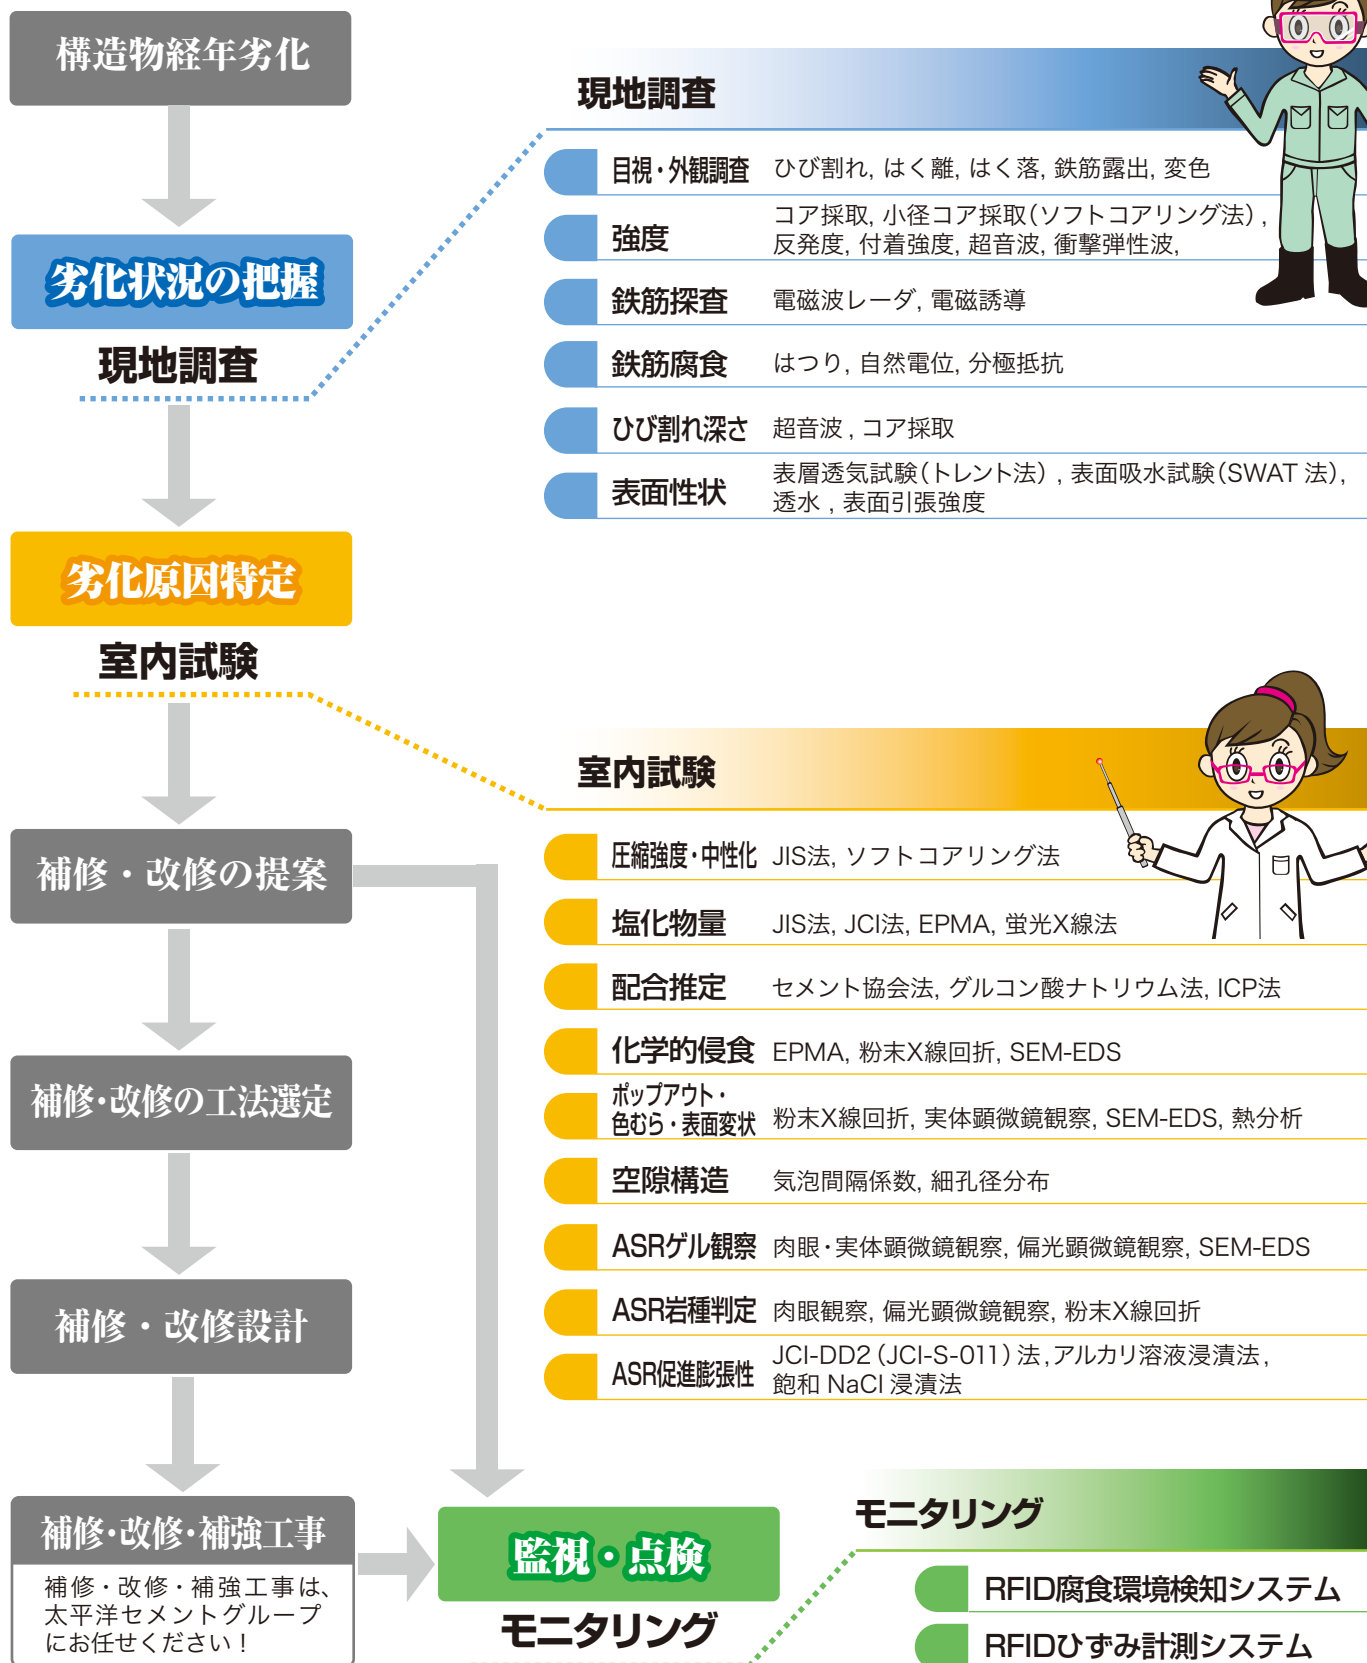 構造物経年劣化
劣化状況の把握
現地調査
劣化原因特定
室内試験
補修・改修の提案
補修・改修の工法選定
補修・改修設計
補修・改修・補強工事
補修・改修・補強工事は、
太平洋セメントグループ
にお任せください！
監視・点検
モニタリング
現地調査
目視・外観調査 ひび割れ, はく離, はく落, 鉄筋露出, 変色
強度 コア採取, 小径コア採取（ソフトコアリング法）,
反発度, 付着強度, 超音波, 衝撃弾性波,
鉄筋探査 電磁波レーダ, 電磁誘導
鉄筋腐食 はつり, 自然電位, 分極抵抗
ひび割れ深さ 超音波 , コア採取
表面性状 表層透気試験（トレント法） , 表面吸水試験（SWAT 法）,
透水 , 表面引張強度
室内試験
圧縮強度・中性化 JIS法, ソフトコアリング法
塩化物量 JIS法, JCI法, EPMA, 蛍光X線法
配合推定 セメント協会法, グルコン酸ナトリウム法, ICP法
化学的侵食 EPMA, 粉末X線回折, SEM-EDS
ポップアウト・
色むら・表面変状 粉末X線回折, 実体顕微鏡観察, SEM-EDS, 熱分析
空隙構造 気泡間隔係数, 細孔径分布
ASRゲル観察 肉眼・実体顕微鏡観察, 偏光顕微鏡観察, SEM-EDS
ASR岩種判定 肉眼観察, 偏光顕微鏡観察, 粉末X線回折
ASR促進膨張性 JCI-DD2（JCI-S-011）法 ,アルカリ溶液浸漬法 ,
飽和 NaCl 浸漬法
モニタリング
RFID腐食環境検知システム
RFIDひずみ計測システム